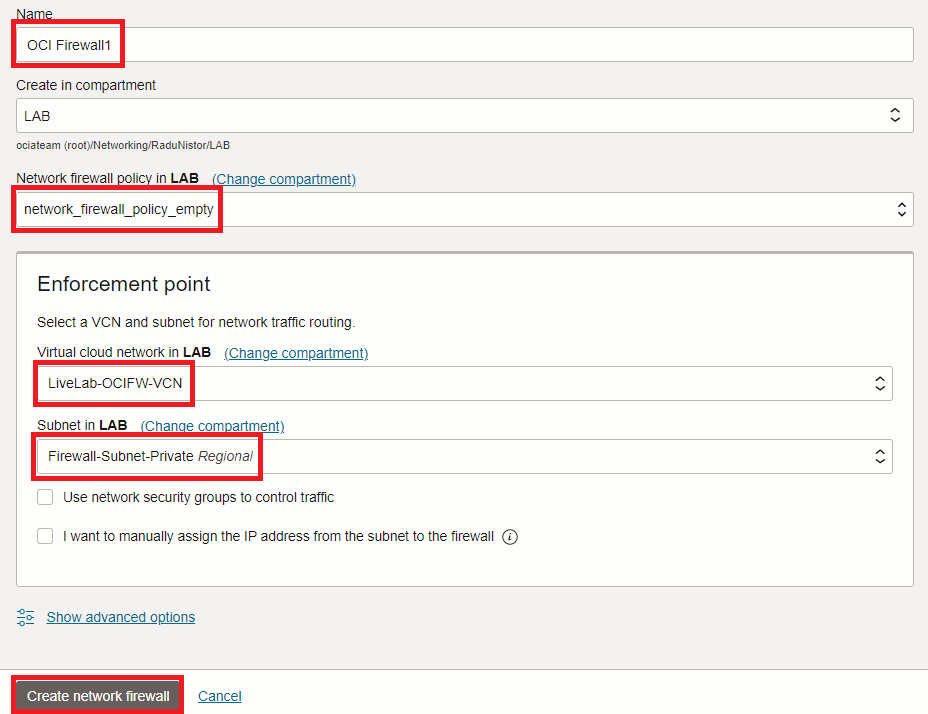 Name
OCI Firewall1
Create in compartment
LAB
ociateam (root)/Networking/RaduNistor/LAB
Network firewall policy in LAB (Change compartment)
network_firewall_policy_empty
Enforcement point
Select a VCN and subnet for network traffic routing.
Virtual cloud network in LAB (Change compartment)
LiveLab-OCIFW-VCN
Subnet in LAB (Change compartment)
Firewall-Subnet-Private Regional
Use network security groups to control traffic
I want to manually assign the IP address from the subnet to the firewall i
Show advanced options
Create network firewall Cancel